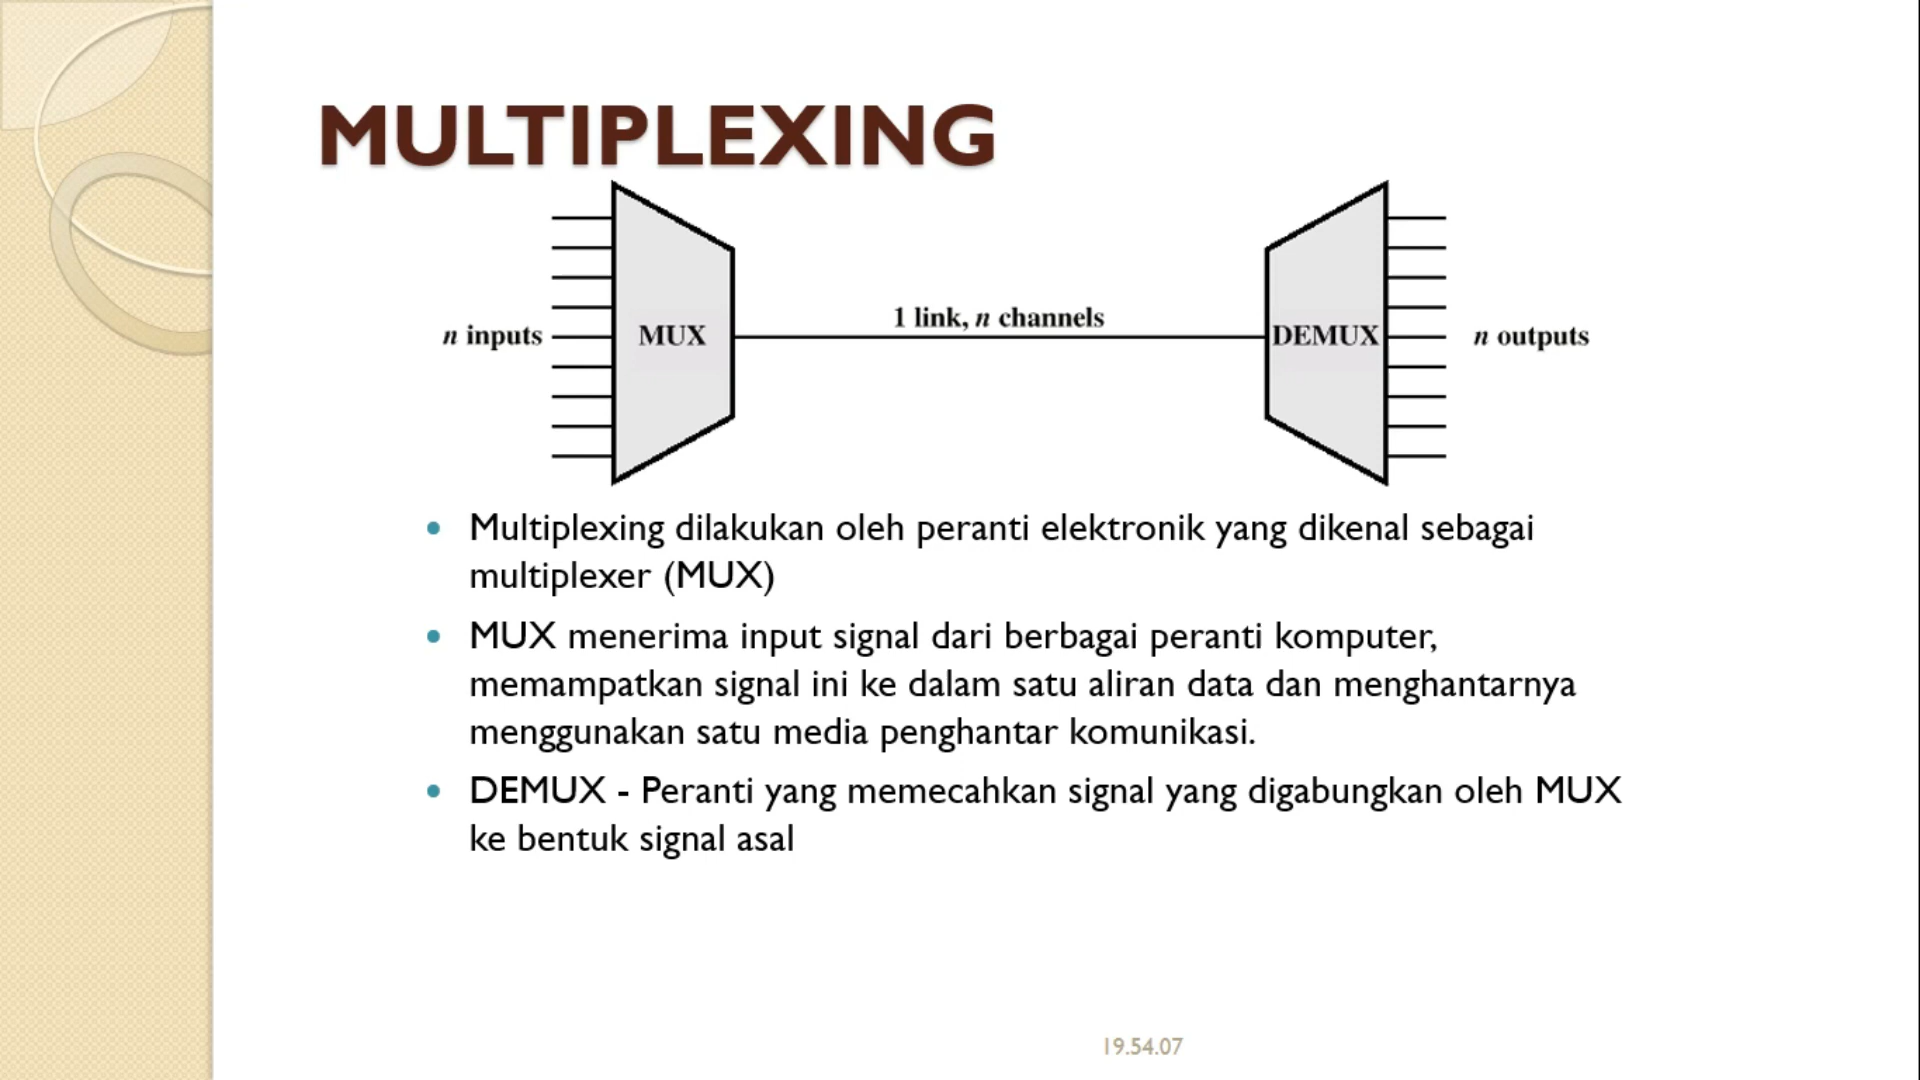 MULTIPLEXING
n inputs
MUX
1 link, n channels
DEMUX
n outputs
Multiplexing dilakukan oleh peranti elektronik yang dikenal sebagai
multiplexer (MUX)
MUX menerima input signal dari berbagai peranti komputer,
memampatkan signal ini ke dalam satu aliran data dan menghantarnya
menggunakan satu media penghantar komunikasi.
DEMUX - Peranti yang memecahkan signal yang digabungkan oleh MUX
ke bentuk signal asal
19.54.07